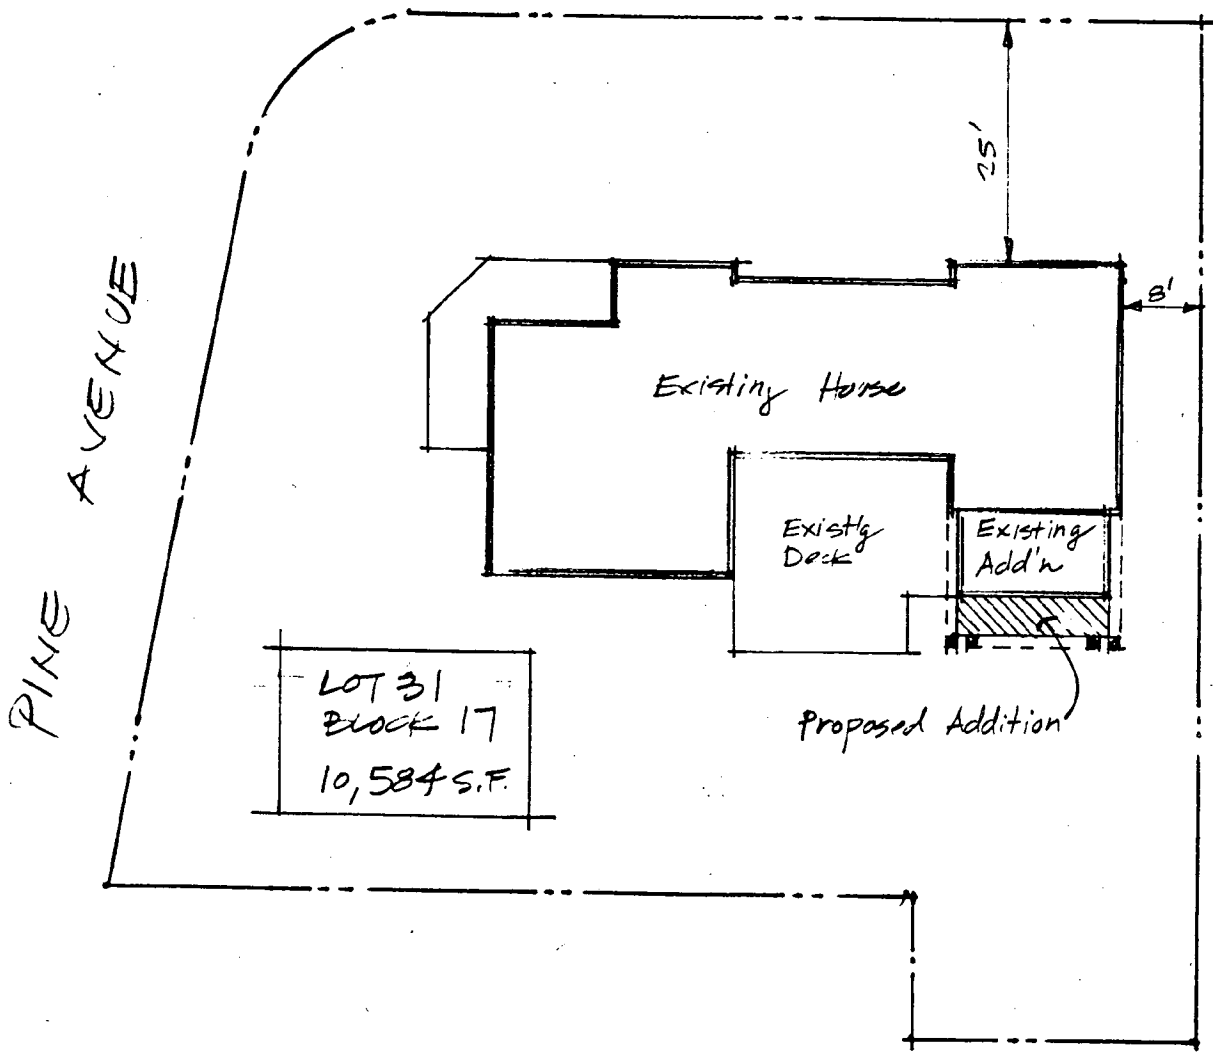 25'
8'
PINE AVENUE
Existing House
Exist'g
Deck
Existing
Add'n
LOT 31
BLOCK 17
10,584 S.F.
Proposed Addition